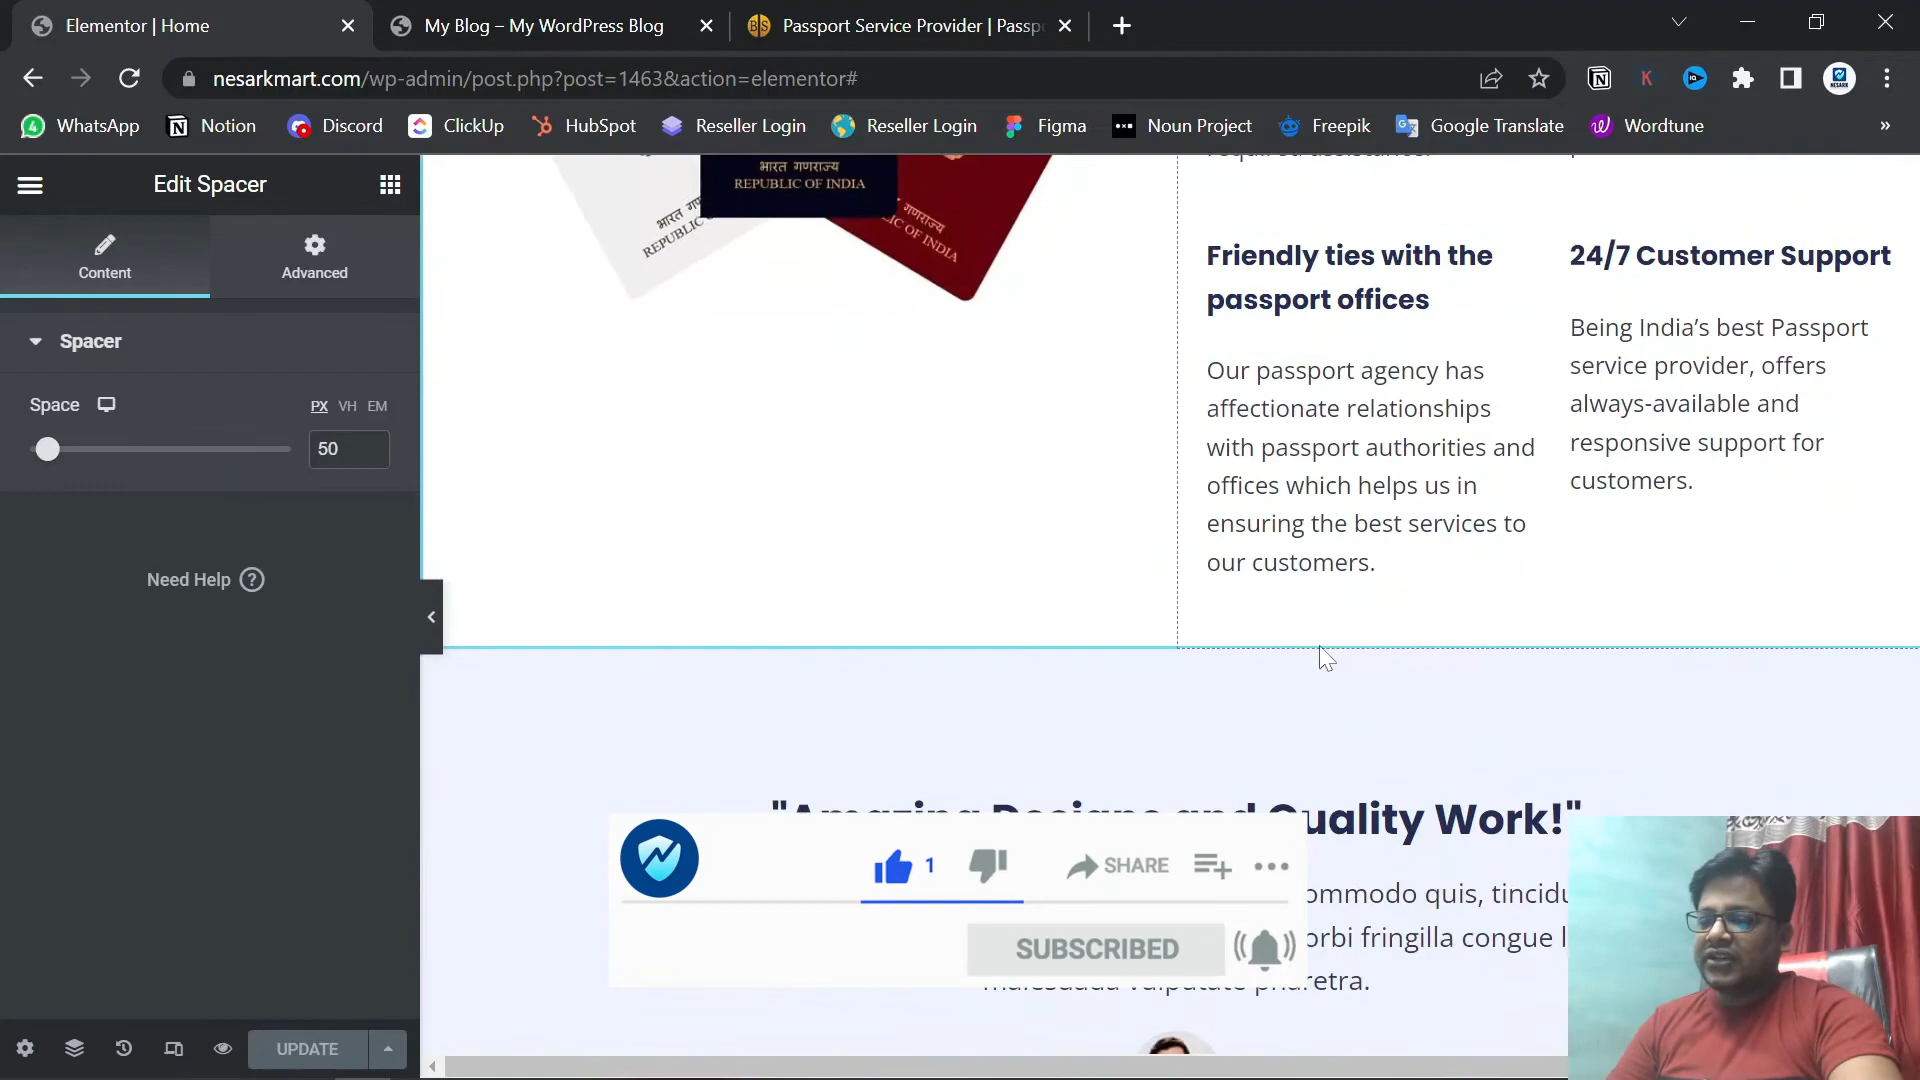 Elementor | Home
My Blog – My WordPress Blog
Passport Service Provider | Passp
nesarkmart.com/wp-admin/post.php?post=1463&action=elementor#
WhatsApp
Notion
Discord
ClickUp
HubSpot
Reseller Login
Reseller Login
Figma
Noun Project
Freepik
Google Translate
Wordtune
Edit Spacer
Content
Advanced
Spacer
Space
PX VH EM
50
Need Help
UPDATE
भारत गणराज्य
REPUBLIC OF INDIA
Friendly ties with the
passport offices
Our passport agency has
affectionate relationships
with passport authorities and
offices which helps us in
ensuring the best services to
our customers.
24/7 Customer Support
Being India’s best Passport
service provider, offers
always-available and
responsive support for
customers.
"Amazing Designs and Quality Work!"
1
SHARE
SUBSCRIBED
ommodo quis,
orbi fringilla congue